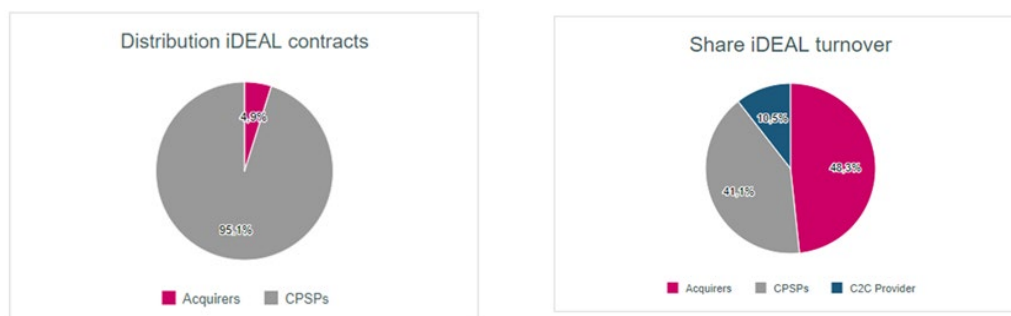 Distribution iDEAL contracts
4,9%
95,1%
Acquirers CPSPs
Share iDEAL turnover
10,5%
48,3%
41,1%
Acquirers CPSPs C2C Provider